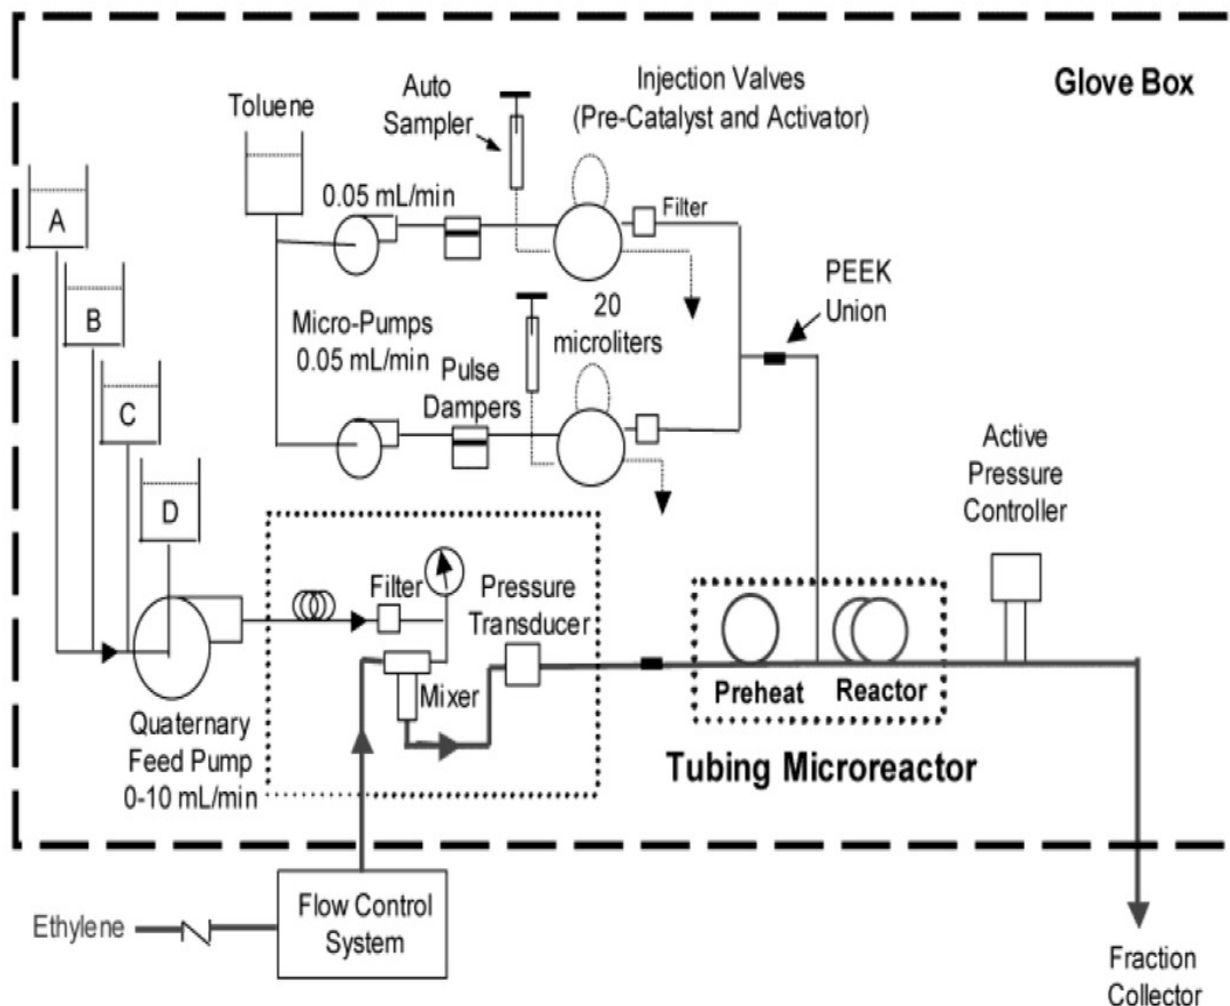 Glove Box
Injection Valves
(Pre-Catalyst and Activator)
Auto
Sampler
Toluene
0.05 mL/min
Filter
A
B
C
D
PEEK
Union
20
microliters
Micro-Pumps
0.05 mL/min
Pulse
Dampers
Active
Pressure
Controller
Filter
Pressure
Transducer
Mixer
Preheat
Reactor
Tubing Microreactor
Quaternary
Feed Pump
0-10 mL/min
Ethylene
Flow Control
System
Fraction
Collector